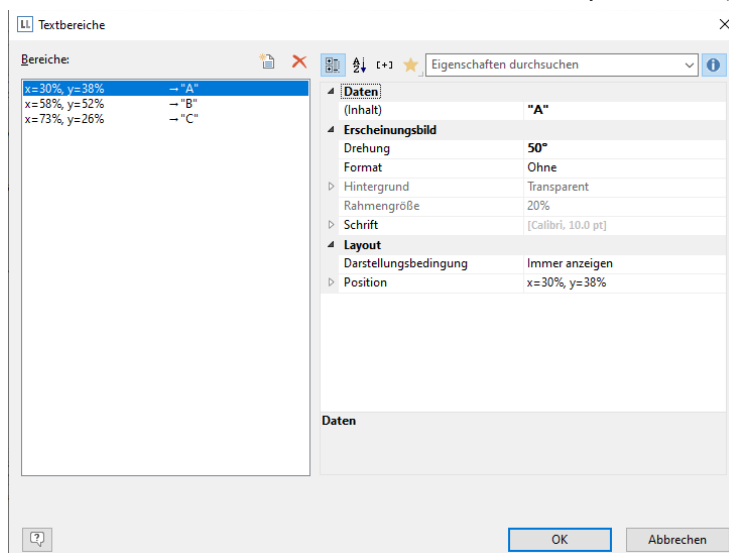 LL Textbereiche
Bereiche:
x=30%, y=38% → "A"
x=58%, y=52% → "B"
x=73%, y=26% → "C"
Eigenschaften durchsuchen
Daten
(Inhalt) "A"
Erscheinungsbild
Drehung 50°
Format Ohne
Hintergrund Transparent
Rahmengröße 20%
Schrift [Calibri, 10.0 pt]
Layout
Darstellungsbedingung Immer anzeigen
Position x=30%, y=38%
Daten
OK Abbrechen